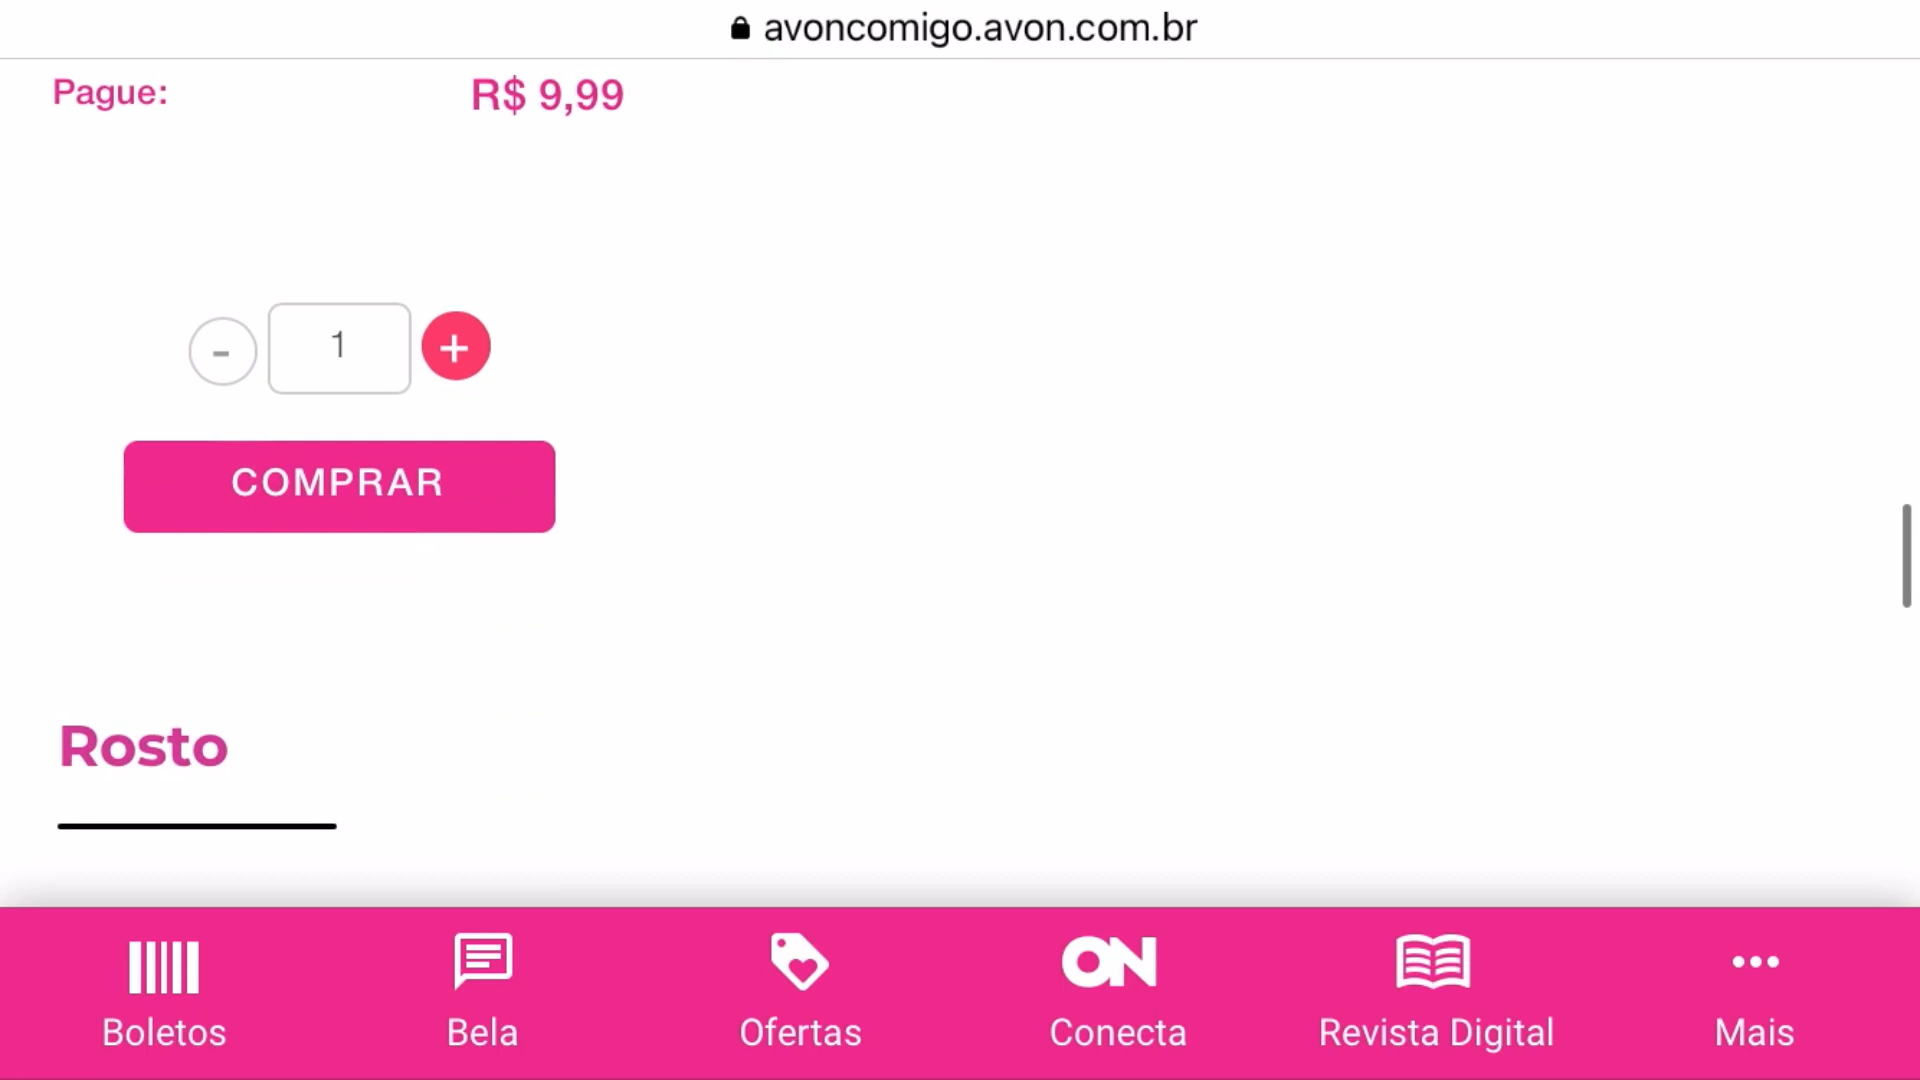 avoncomigo.avon.com.br
Pague: R$ 9,99
- 1 +
COMPRAR
Rosto
ON
Boletos Bela Ofertas Conecta Revista Digital Mais